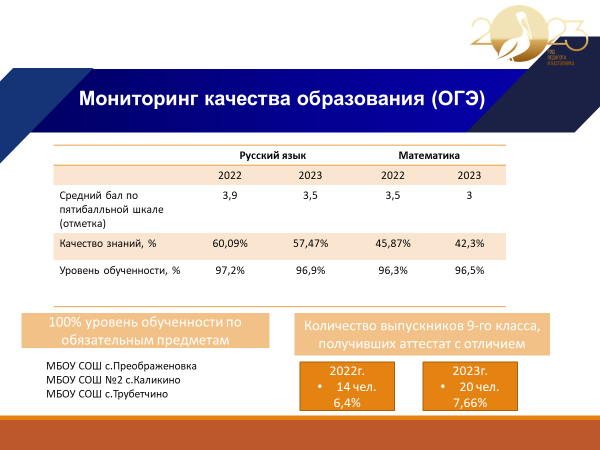 2023
ГОД
ПЕДАГОГА
И НАСТАВНИКА
Мониторинг качества образования (ОГЭ)
Русский язык Математика
2022 2023 2022 2023
Средний бал по
пятибалльной шкале
(отметка) 3,9 3,5 3,5 3
Качество знаний, % 60,09% 57,47% 45,87% 42,3%
Уровень обученности, % 97,2% 96,9% 96,3% 96,5%
100% уровень обученности по
обязательным предметам
МБОУ СОШ с.Преображеновка
МБОУ СОШ №2 с.Каликино
МБОУ СОШ с.Трубетчино
Количество выпускников 9-го класса,
получивших аттестат с отличием
2022г.
• 14 чел.
6,4%
2023г.
• 20 чел.
7,66%